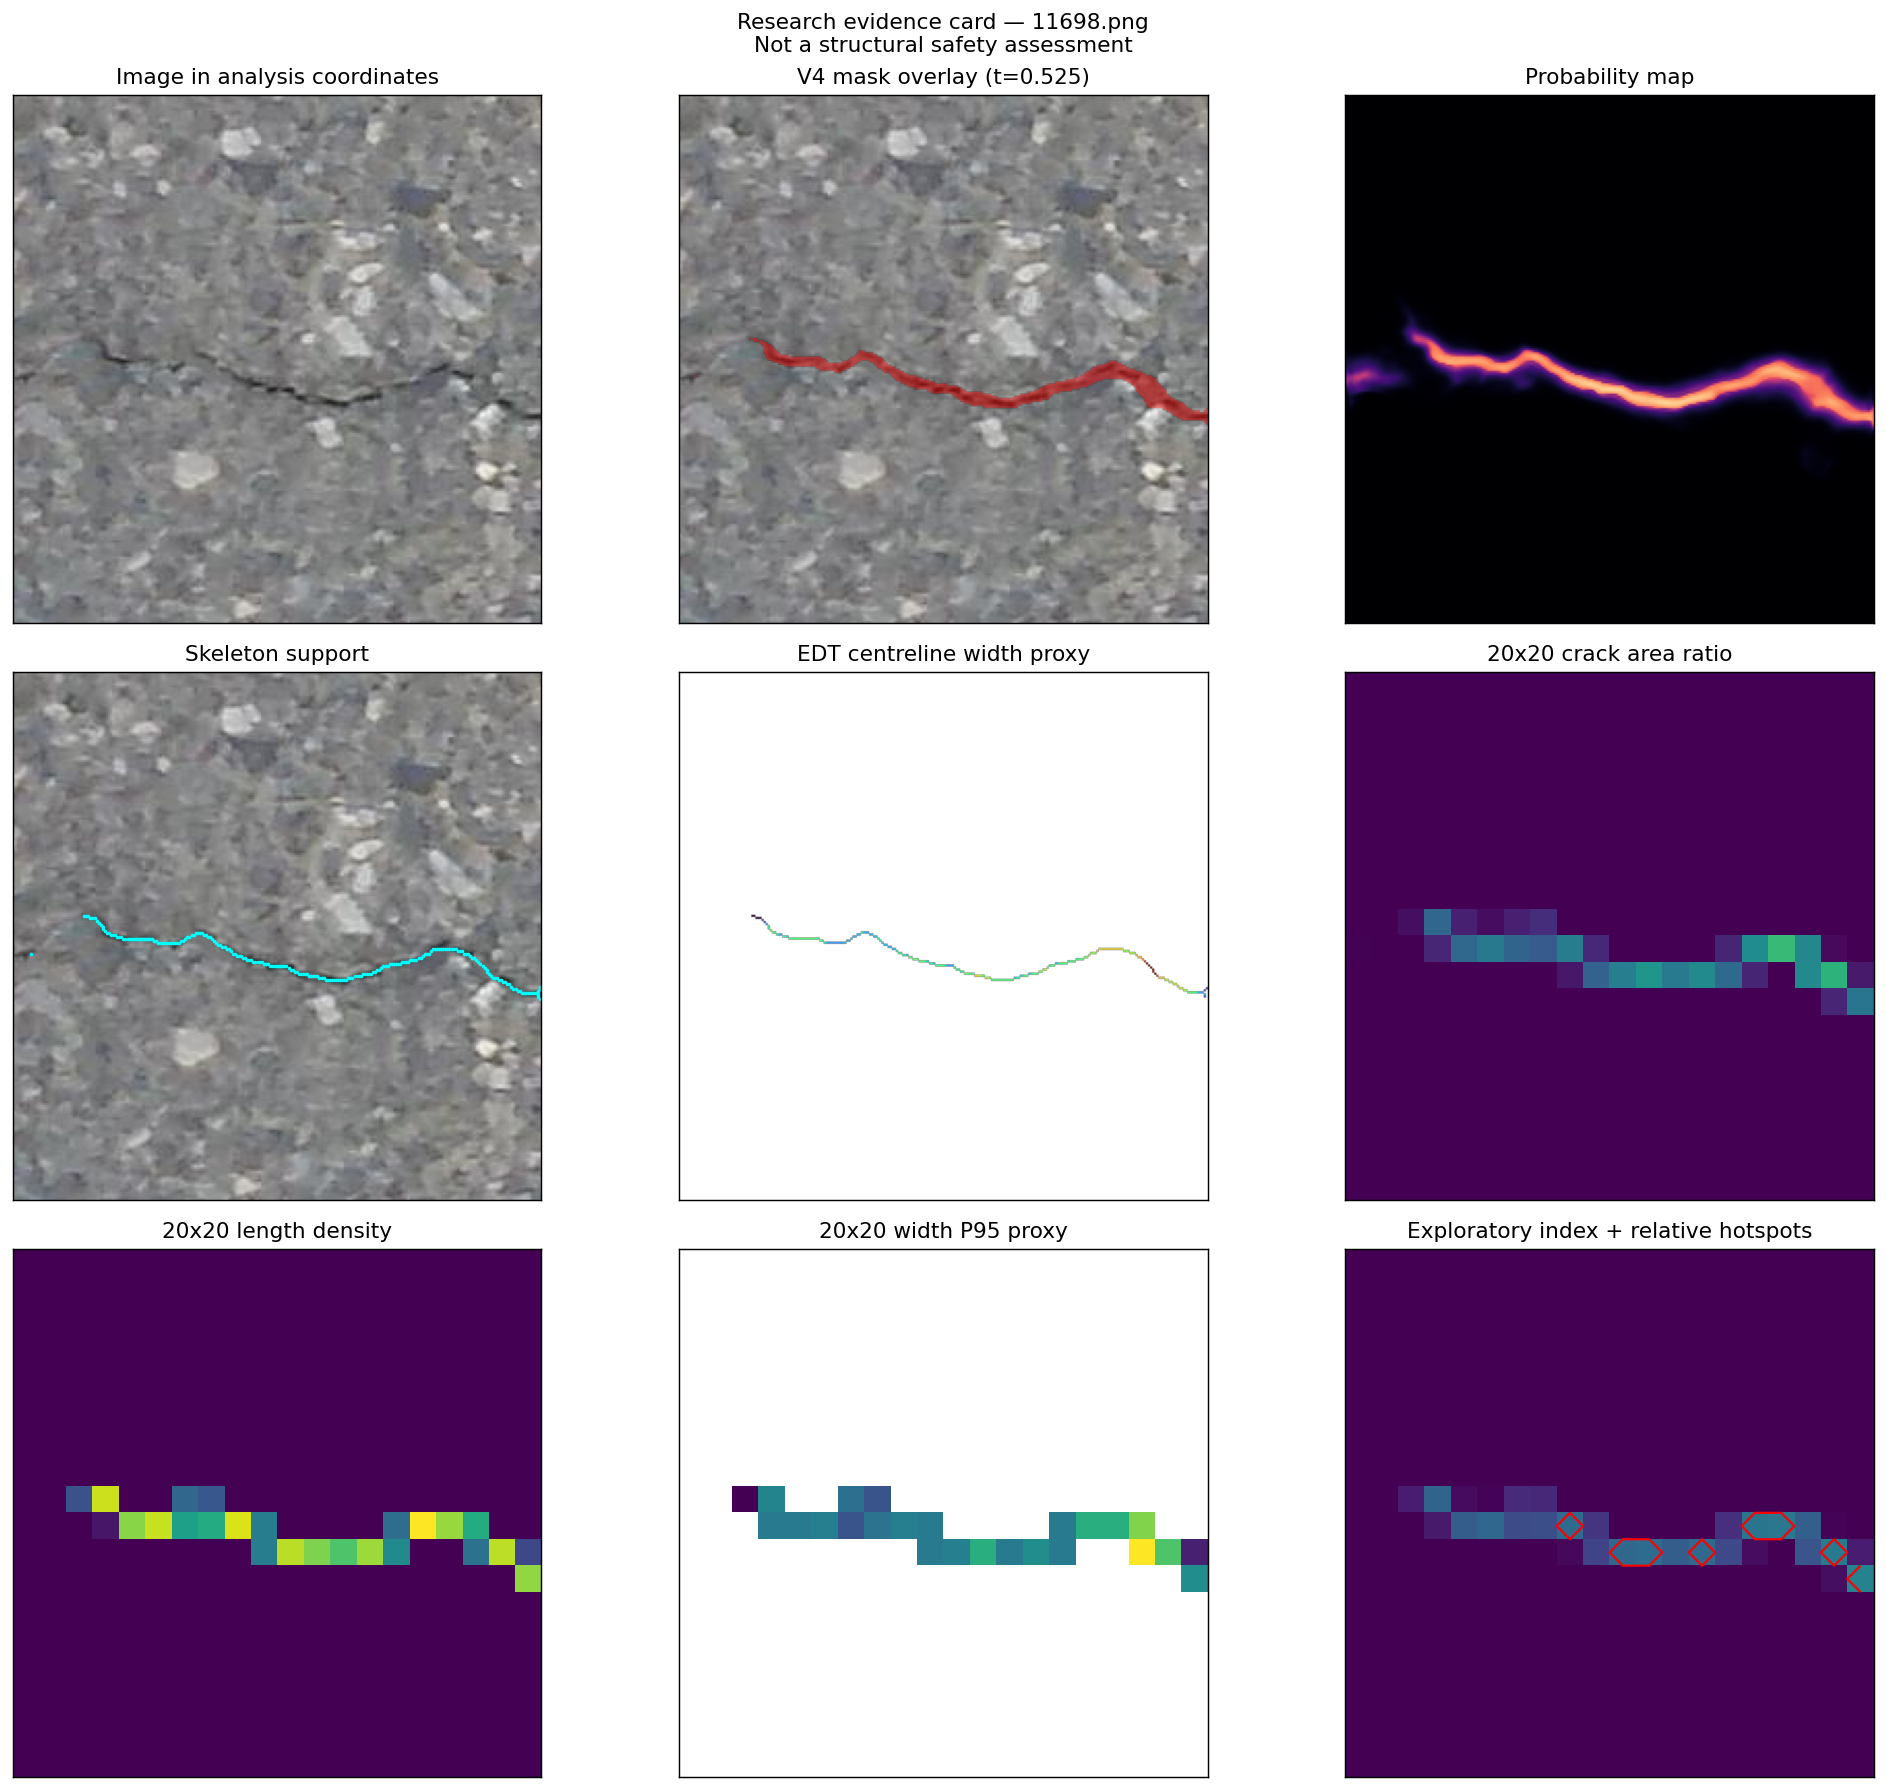 Research evidence card — 11698.png
Not a structural safety assessment
Image in analysis coordinates
V4 mask overlay (t=0.525)
Probability map
Skeleton support
EDT centreline width proxy
20x20 crack area ratio
20x20 length density
20x20 width P95 proxy
Exploratory index + relative hotspots